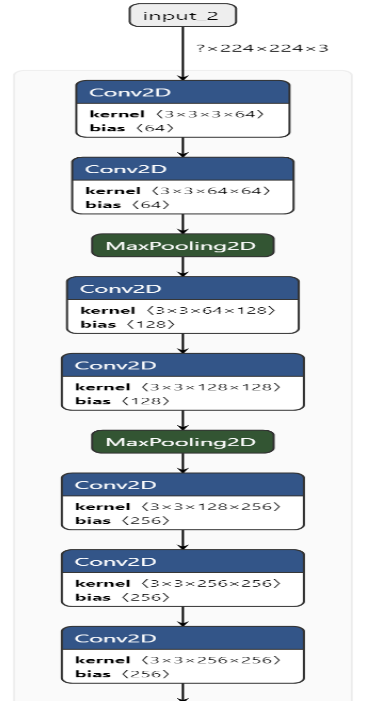 input_2
?×224×224×3
Conv2D
kernel ⟨3×3×3×64⟩
bias ⟨64⟩
Conv2D
kernel ⟨3×3×64×64⟩
bias ⟨64⟩
MaxPooling2D
Conv2D
kernel ⟨3×3×64×128⟩
bias ⟨128⟩
Conv2D
kernel ⟨3×3×128×128⟩
bias ⟨128⟩
MaxPooling2D
Conv2D
kernel ⟨3×3×128×256⟩
bias ⟨256⟩
Conv2D
kernel ⟨3×3×256×256⟩
bias ⟨256⟩
Conv2D
kernel ⟨3×3×256×256⟩
bias ⟨256⟩